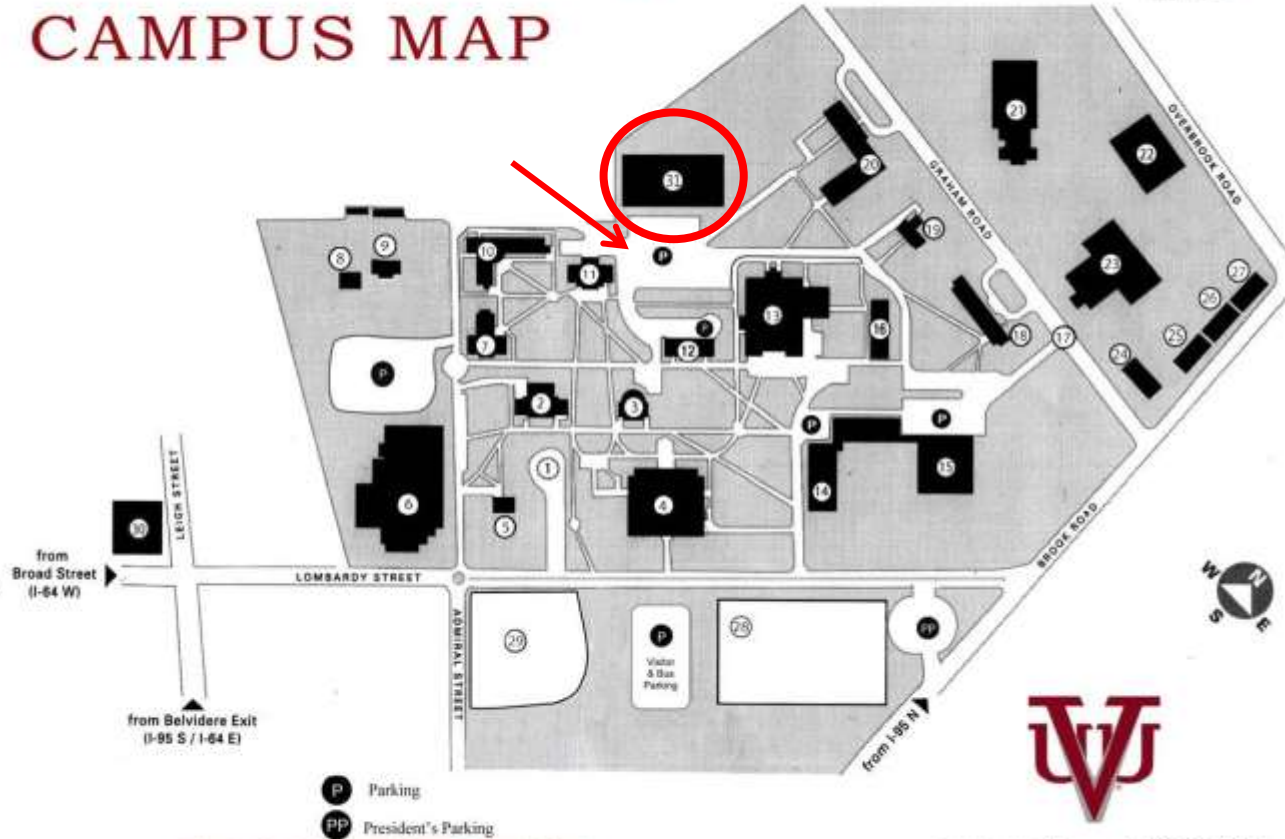 CAMPUS MAP
OVERBROOK ROAD
21
22
31
20
GRAHAM ROAD
19
9
8
10
11
P
23
27
26
13
16
P
12
7
18
17
25
24
P
2
3
P
P
LEIGH STREET
1
14
15
4
6
5
30
BROOK ROAD
from
Broad Street
(I-64 W)
LOMBARDY STREET
N
W
E
S
ADMIRAL STREET
29
P
Visitor
& Bus
Parking
28
PP
from Belvidere Exit
(I-95 S / I-64 E)
from I-95 N
VUU
P Parking
PP President's Parking